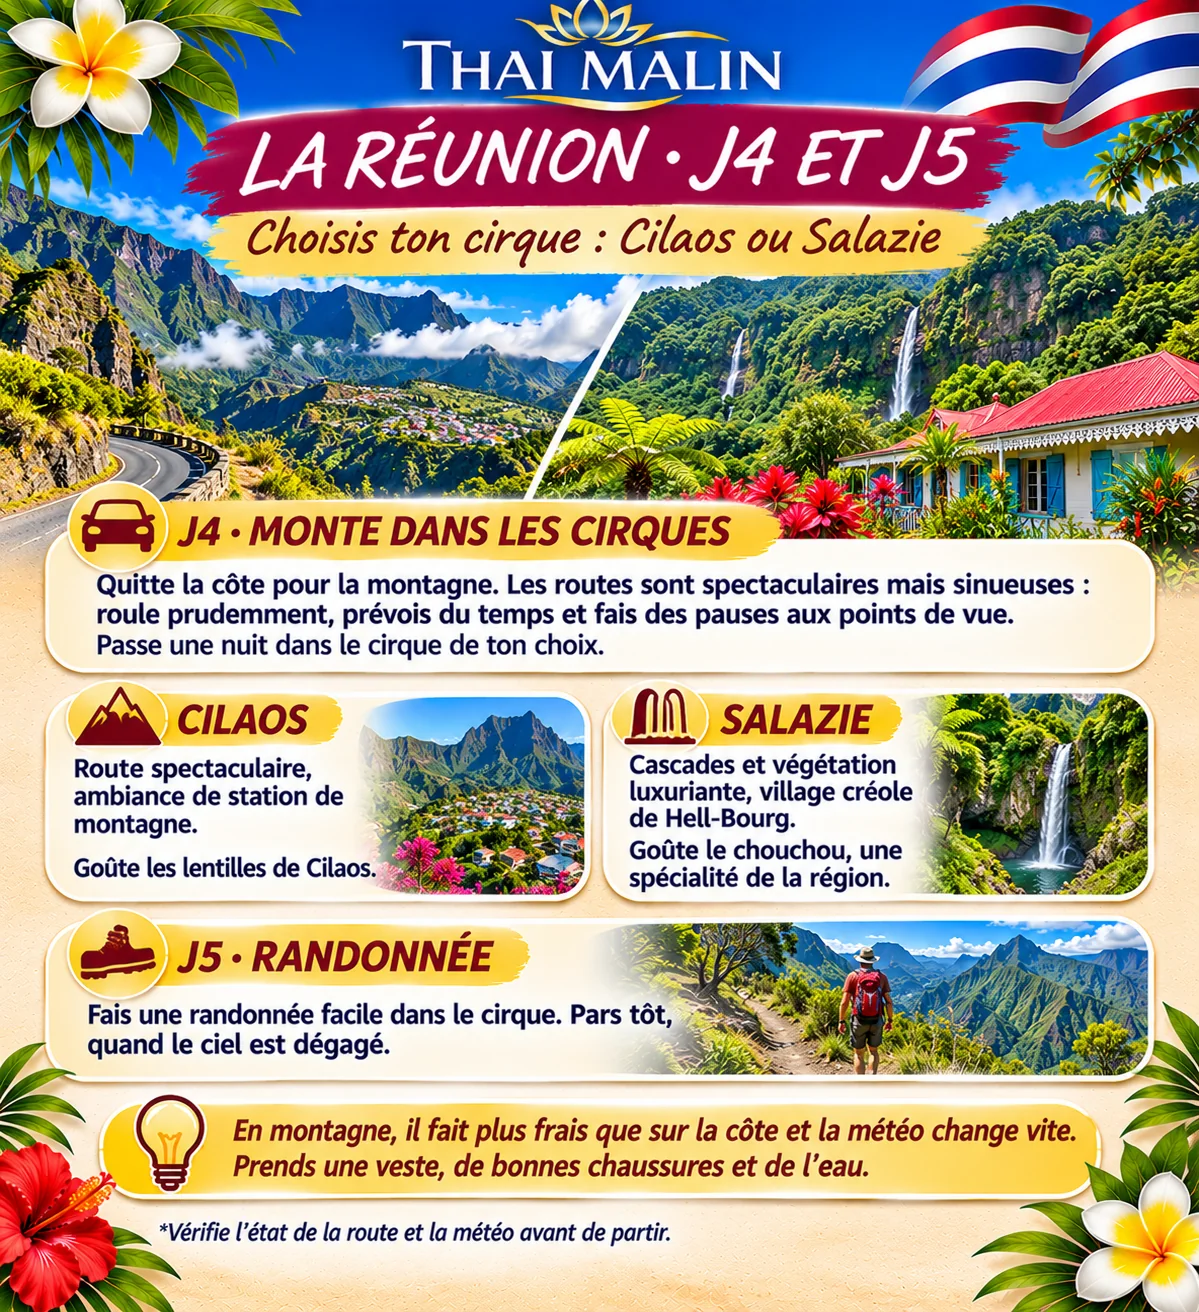 THAI MALIN
LA RÉUNION • J4 ET J5
Choisis ton cirque : Cilaos ou Salazie
J4 • MONTE DANS LES CIRQUES
Quitte la côte pour la montagne. Les routes sont spectaculaires mais sinueuses :
roule prudemment, prévois du temps et fais des pauses aux points de vue.
Passe une nuit dans le cirque de ton choix.
CILAOS
Route spectaculaire,
ambiance de station de
montagne.
Goûte les lentilles de Cilaos.
SALAZIE
Cascades et végétation
luxuriante, village créole
de Hell-Bourg.
Goûte le chouchou, une
spécialité de la région.
J5 • RANDONNÉE
Fais une randonnée facile dans le cirque. Pars tôt,
quand le ciel est dégagé.
En montagne, il fait plus frais que sur la côte et la météo change vite.
Prends une veste, de bonnes chaussures et de l'eau.
*Vérifie l'état de la route et la météo avant de partir.